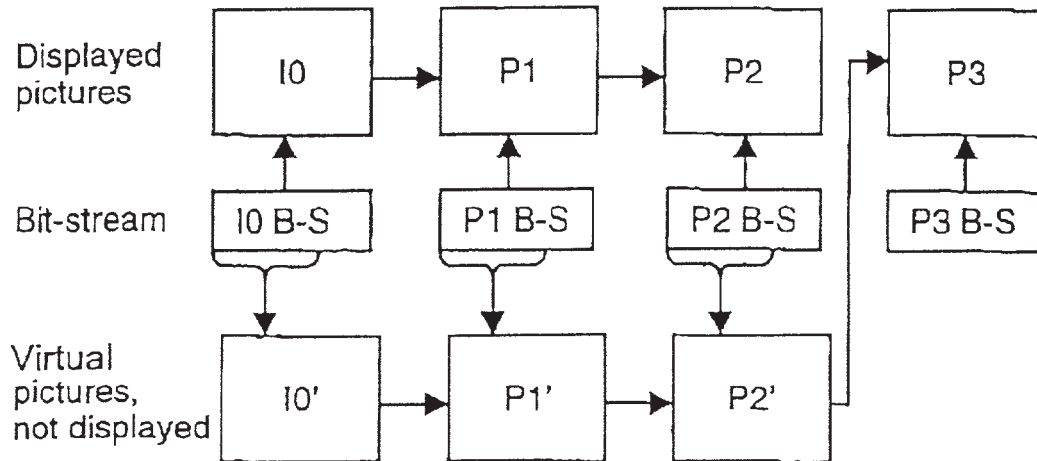 Displayed
pictures
I0
P1
P2
P3
Bit-stream
I0 B-S
P1 B-S
P2 B-S
P3 B-S
Virtual
pictures,
not displayed
I0'
P1'
P2'